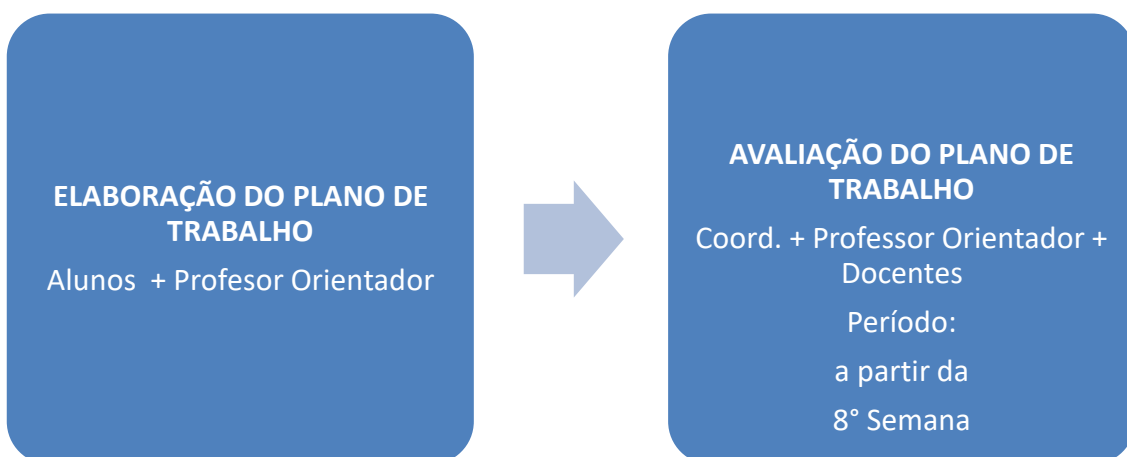 ELABORAÇÃO DO PLANO DE
TRABALHO
Alunos + Profesor Orientador
AVALIAÇÃO DO PLANO DE
TRABALHO
Coord. + Professor Orientador +
Docentes
Período:
a partir da
8° Semana